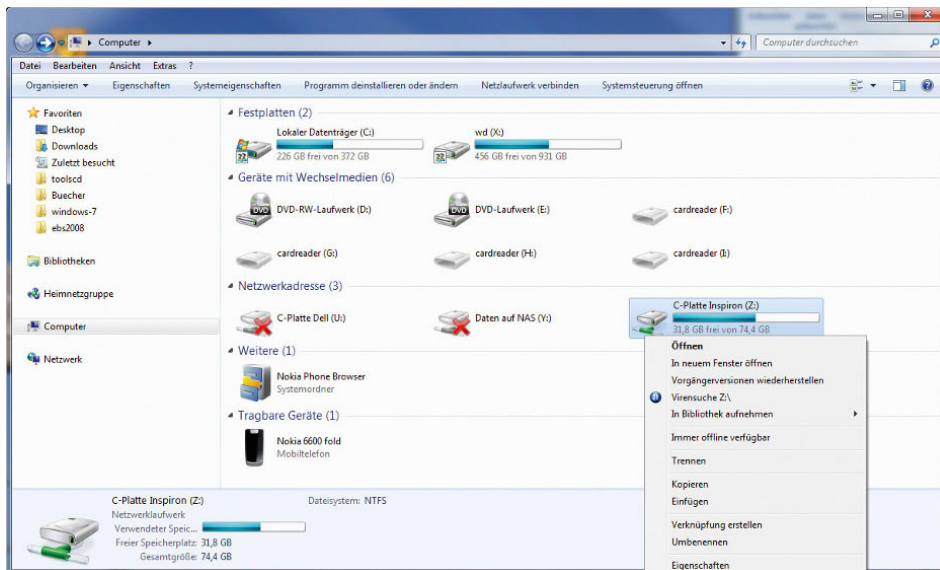 Computer
Computer durchsuchen
Datei Bearbeiten Ansicht Extras ?
Organisieren Eigenschaften Systemeigenschaften Programm deinstallieren oder ändern Netzlaufwerk verbinden Systemsteuerung öffnen
Favoriten
Desktop
Downloads
Zuletzt besucht
toolscd
Buecher
windows-7
ebs2008
Bibliotheken
Heimnetzgruppe
Computer
Netzwerk
Festplatten (2)
Lokaler Datenträger (C:)
226 GB frei von 372 GB
wd (X:)
456 GB frei von 931 GB
Geräte mit Wechselmedien (6)
DVD
DVD-RW-Laufwerk (D:)
DVD
DVD-Laufwerk (E:)
cardreader (F:)
cardreader (G:)
cardreader (H:)
cardreader (I:)
Netzwerkadresse (3)
C-Platte Dell (U:)
Daten auf NAS (Y:)
C-Platte Inspiron (Z:)
31,8 GB frei von 74,4 GB
Weitere (1)
Nokia Phone Browser
Systemordner
Tragbare Geräte (1)
Nokia 6600 fold
Mobiltelefon
Öffnen
In neuem Fenster öffnen
Vorgängerversionen wiederherstellen
Virensuche Z:\
In Bibliothek aufnehmen
Immer offline verfügbar
Trennen
Kopieren
Einfügen
Verknüpfung erstellen
Umbenennen
Eigenschaften
C-Platte Inspiron (Z:) Dateisystem: NTFS
Netzwerklaufwerk
Verwendeter Speic...
Freier Speicherplatz: 31,8 GB
Gesamtgröße: 74,4 GB